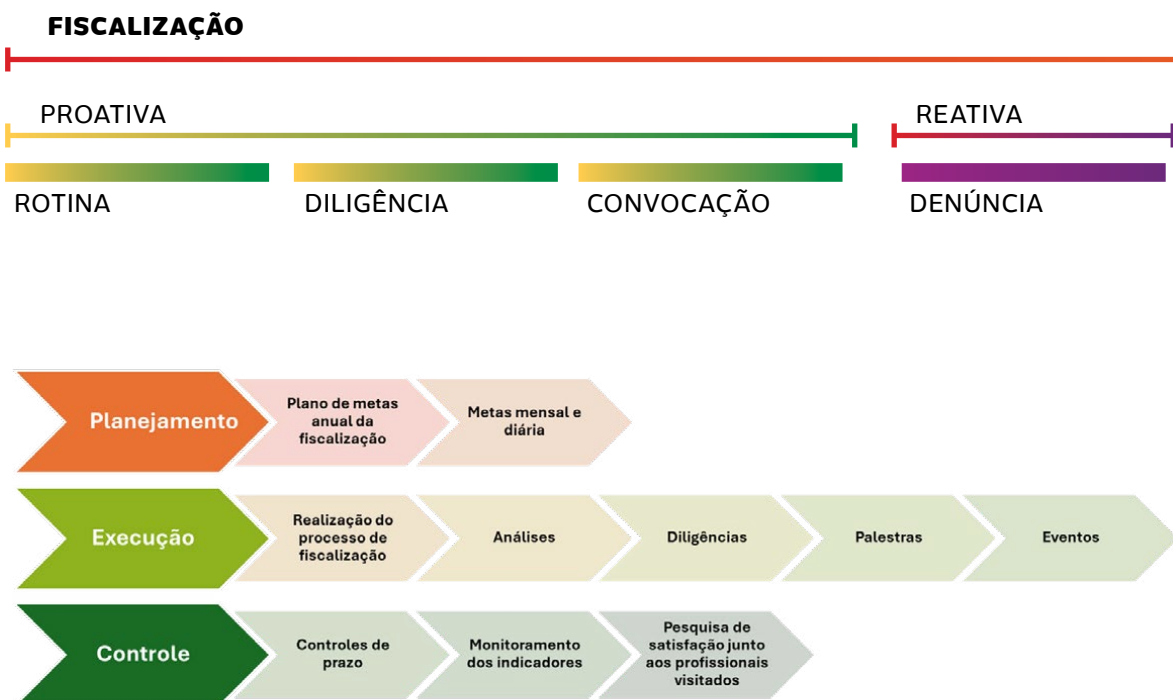 FISCALIZAÇÃO
PROATIVA
REATIVA
ROTINA
DILIGÊNCIA
CONVOCAÇÃO
DENÚNCIA
Planejamento
Plano de metas
anual da
fiscalização
Metas mensal e
diária
Execução
Realização do
processo de
fiscalização
Análises
Diligências
Palestras
Eventos
Controle
Controles de
prazo
Monitoramento
dos indicadores
Pesquisa de
satisfação junto
aos profissionais
visitados